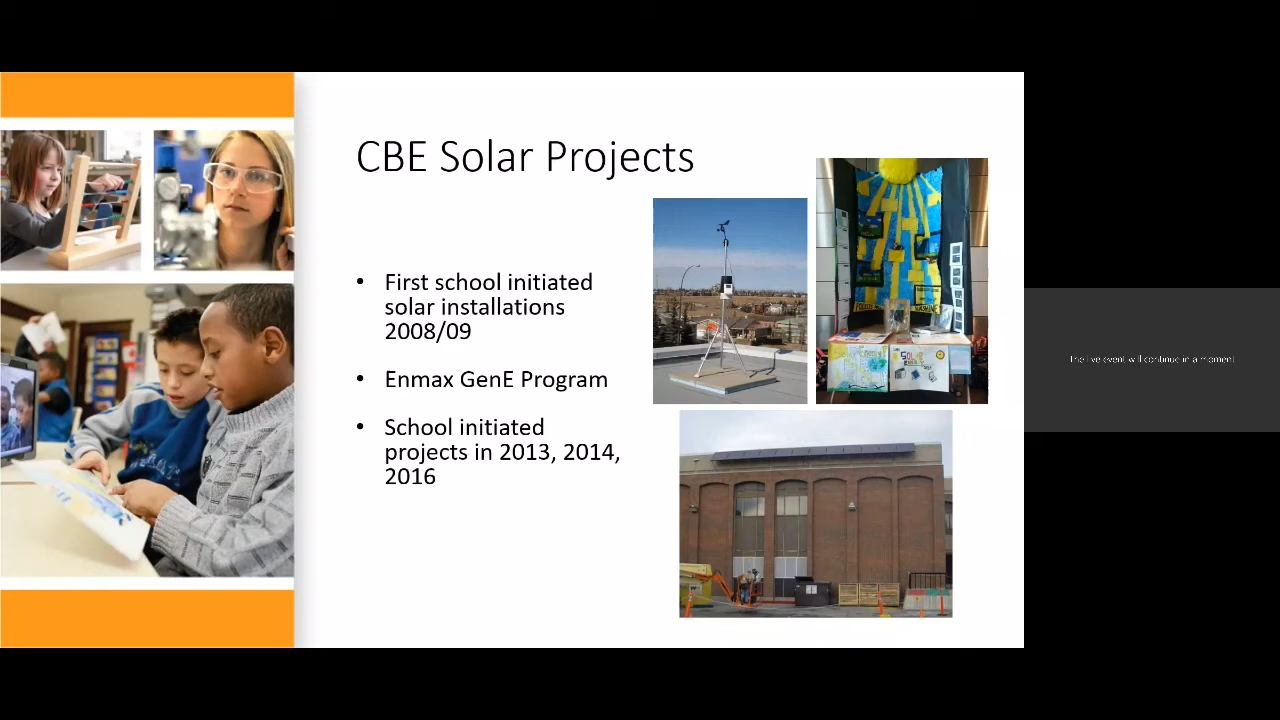 CBE Solar Projects
• First school initiated
solar installations
2008/09
• Enmax GenE Program
• School initiated
projects in 2013, 2014,
2016
The live event will continue in a moment